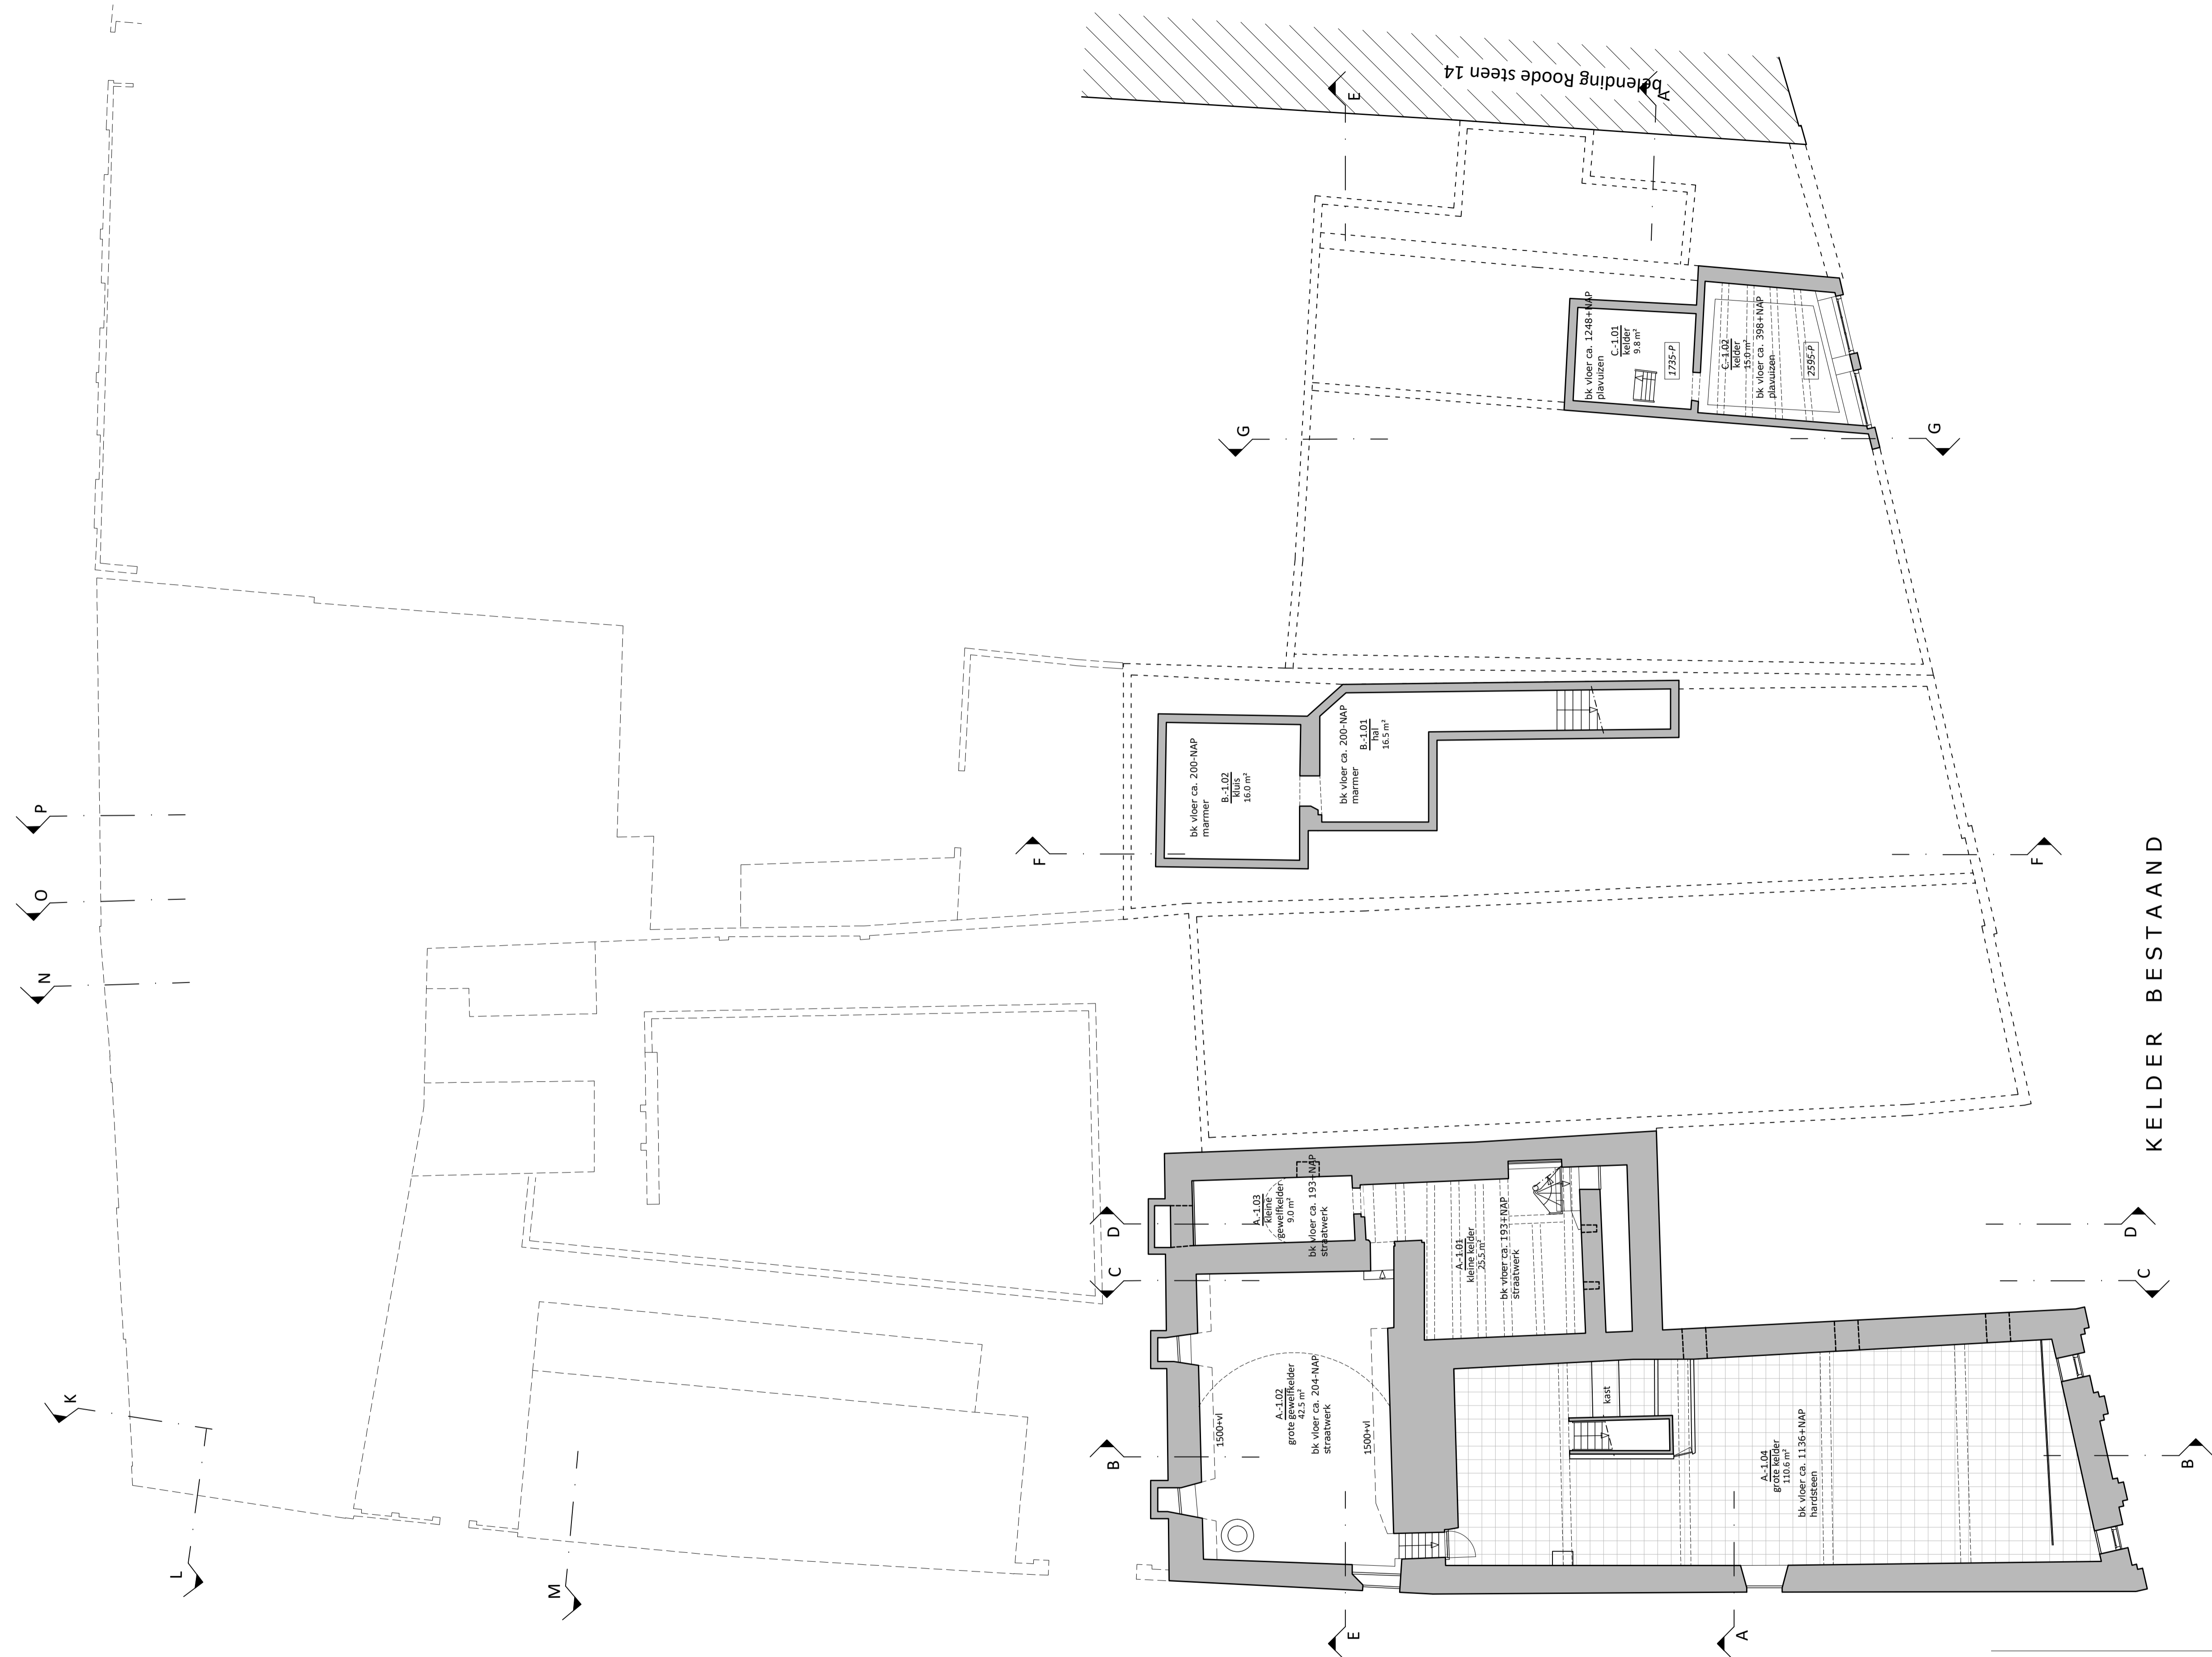 belending Roode steen 14
E
A
G
G
bk vloer ca. 1248+NAP
plavuizen
C.-1.01
kelder
9.8 m²
1735-P
C.-1.02
kelder
15.0 m²
bk vloer ca. 398+NAP
plavuizen
2595-P
bk vloer ca. 200-NAP
marmer
B.-1.02
kluis
16.0 m²
bk vloer ca. 200-NAP
marmer
B.-1.01
hal
16.5 m²
P
O
N
F
F
KELDER BESTAND
A.-1.03
kleine
gewelfkelder
9.0 m²
bk vloer ca. 193+NAP
straatwerk
A.-1.01
kleine kelder
25.5 m²
bk vloer ca. 193+NAP
straatwerk
D
D
C
C
K
L
M
B
B
1500+vl
A.-1.02
grote gewelfkelder
42.5 m²
bk vloer ca. 204-NAP
straatwerk
1500+vl
kast
A.-1.04
grote kelder
110.6 m²
bk vloer ca. 1136+NAP
hardsteen
E
A